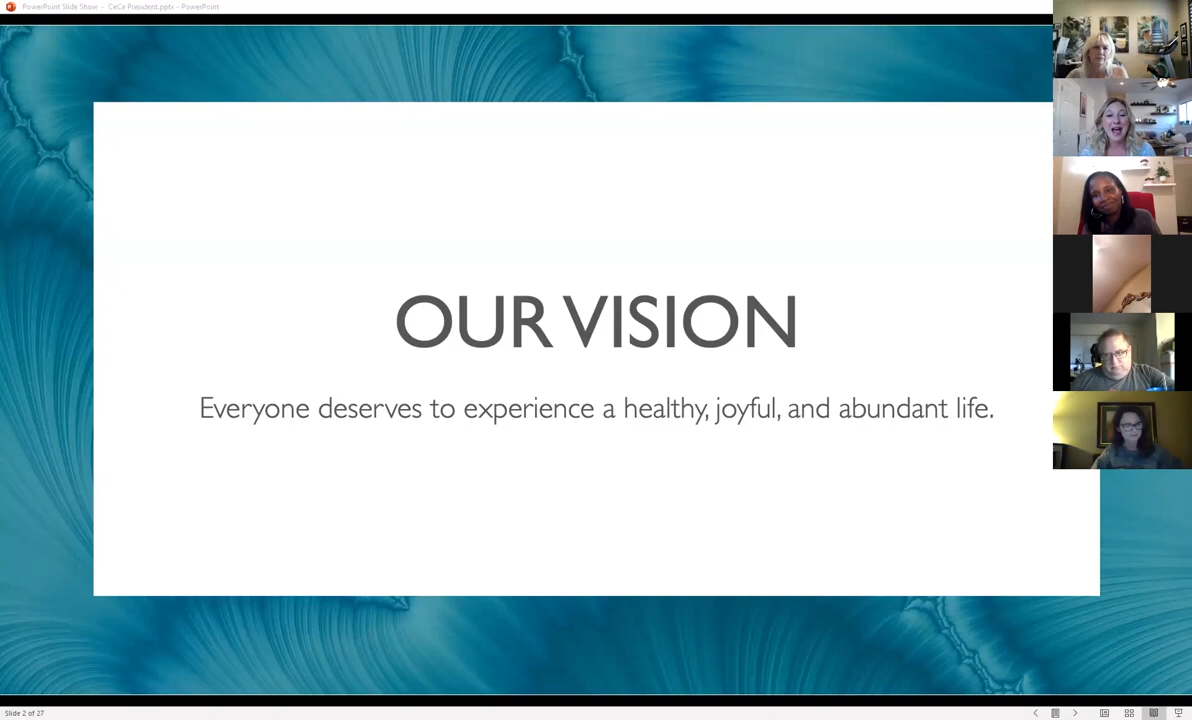 PowerPoint Slide Show - CeCe President.pptx - PowerPoint
OUR VISION
Everyone deserves to experience a healthy, joyful, and abundant life.
Slide 2 of 27